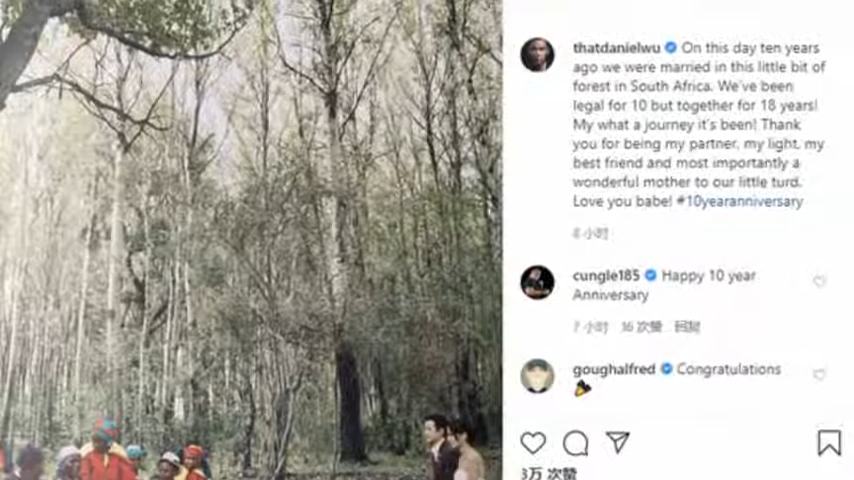 thatdanielwu On this day ten years
ago we were married in this little bit of
forest in South Africa. We've been
legal for 10 but together for 18 years!
My what a journey it's been! Thank
you for being my partner, my light, my
best friend and most importantly a
wonderful mother to our little turd.
Love you babe! #10yearanniversary
8 小时
cungle185 Happy 10 year
Anniversary
7 小时 16 次赞 回复
goughalfred Congratulations
3万 次赞